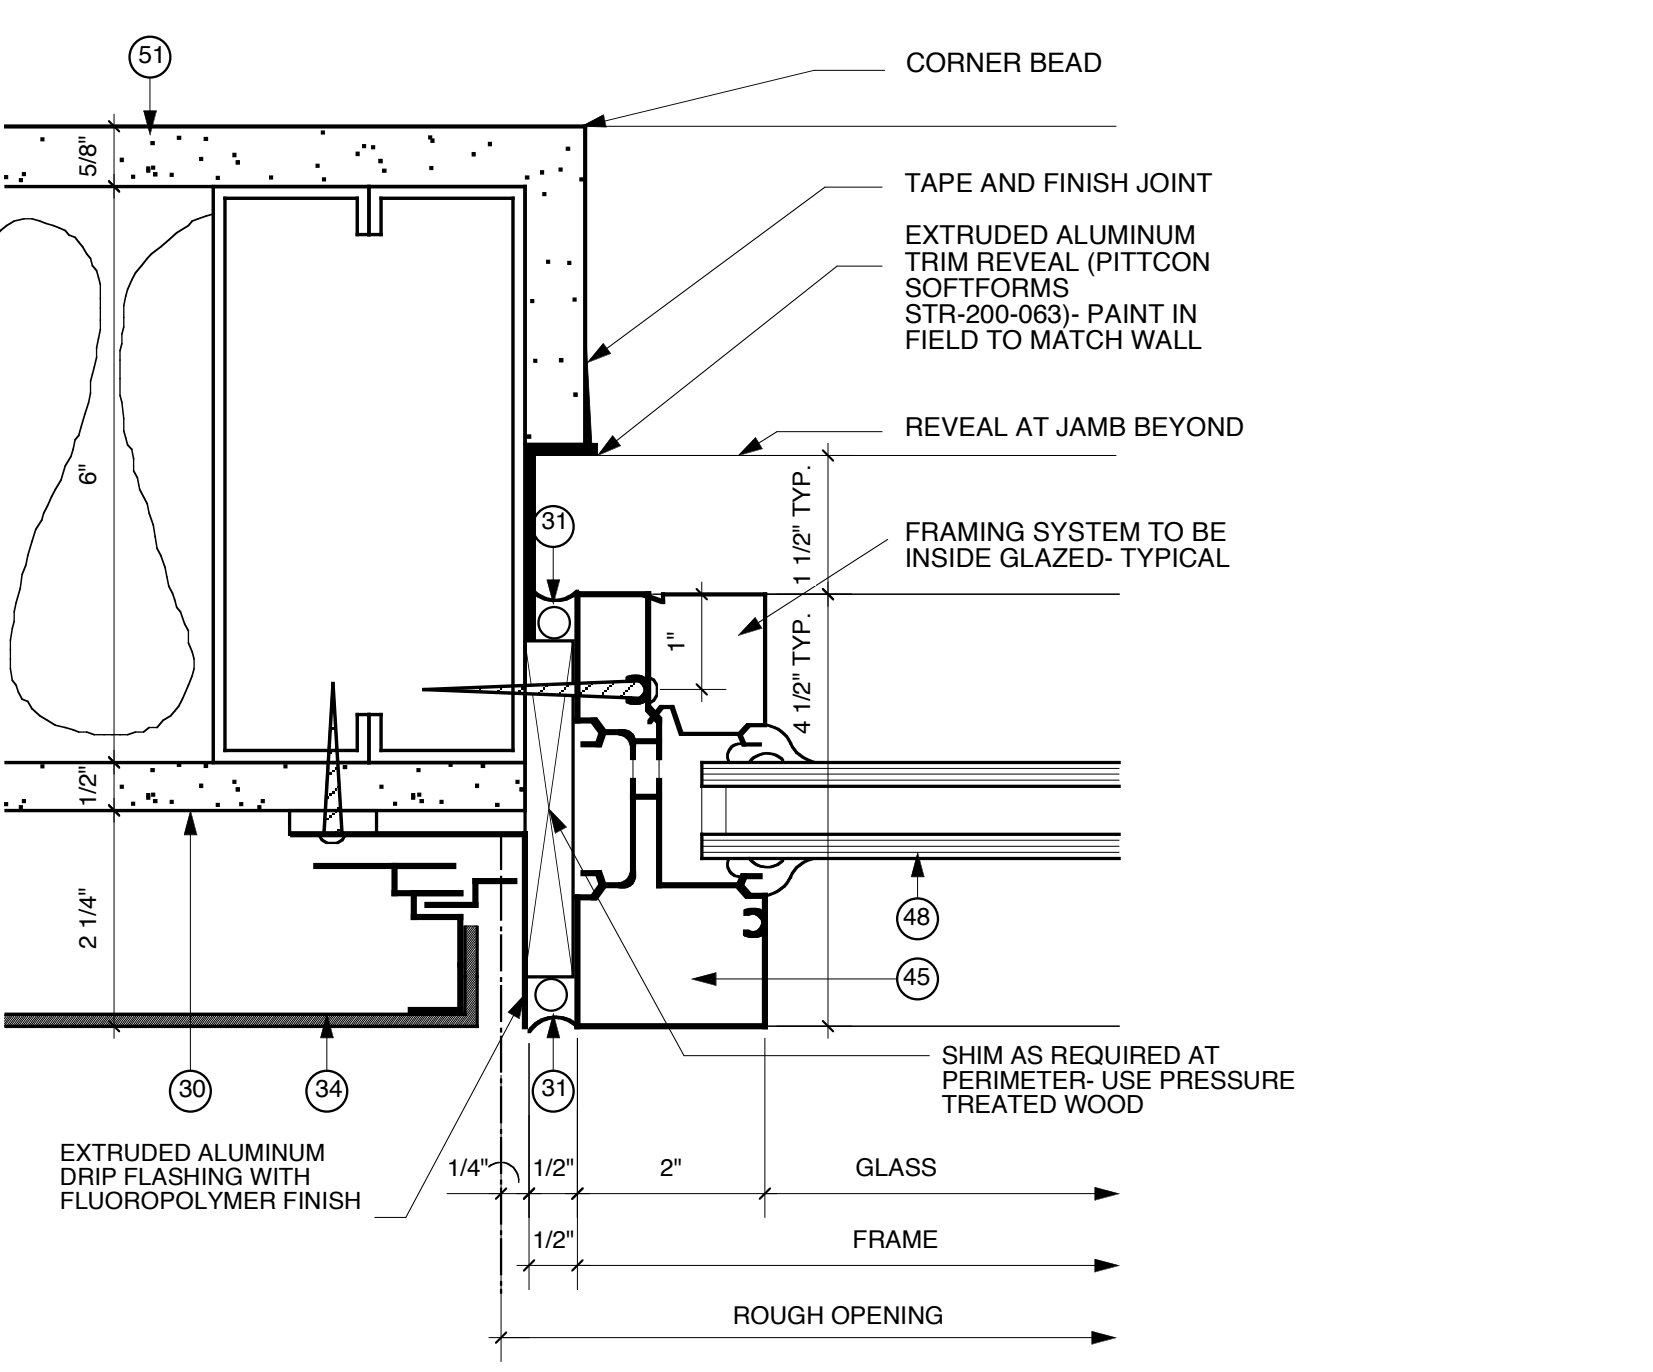 51
CORNER BEAD
5/8"
TAPE AND FINISH JOINT
EXTRUDED ALUMINUM
TRIM REVEAL (PITTCON
SOFTFORMS
STR-200-063)- PAINT IN
FIELD TO MATCH WALL
REVEAL AT JAMB BEYOND
6"
1 1/2" TYP.
31
FRAMING SYSTEM TO BE
INSIDE GLAZED- TYPICAL
1"
4 1/2" TYP.
1/2"
2 1/4"
48
45
30
34
31
SHIM AS REQUIRED AT
PERIMETER- USE PRESSURE
TREATED WOOD
EXTRUDED ALUMINUM
DRIP FLASHING WITH
FLUOROPOLYMER FINISH
1/4" 1/2" 2" GLASS
1/2" FRAME
ROUGH OPENING